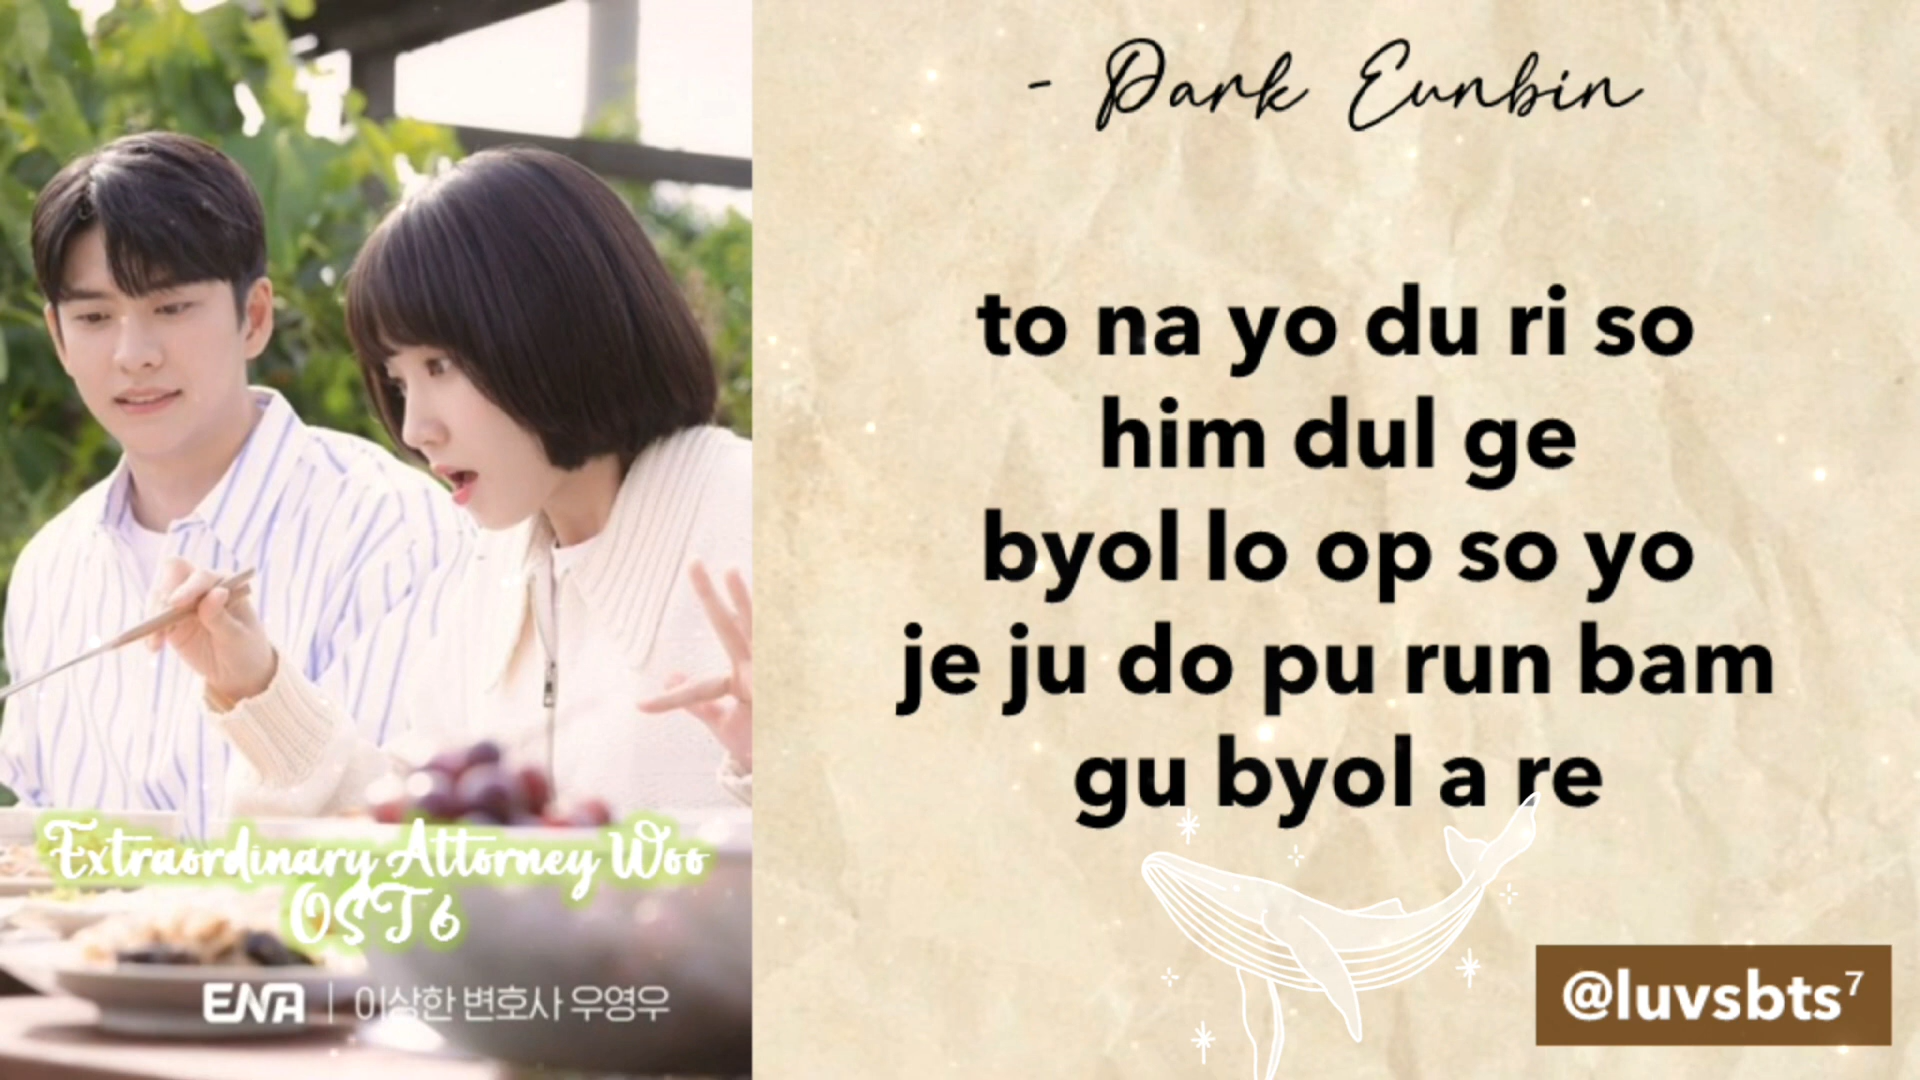 - Park Eunbin
to na yo du ri so
him dul ge
byol lo op so yo
je ju do pu run bam
gu byol a re
Extraordinary Attorney Woo
OST 6
ENA | 이상한 변호사 우영우
@luvsbts⁷